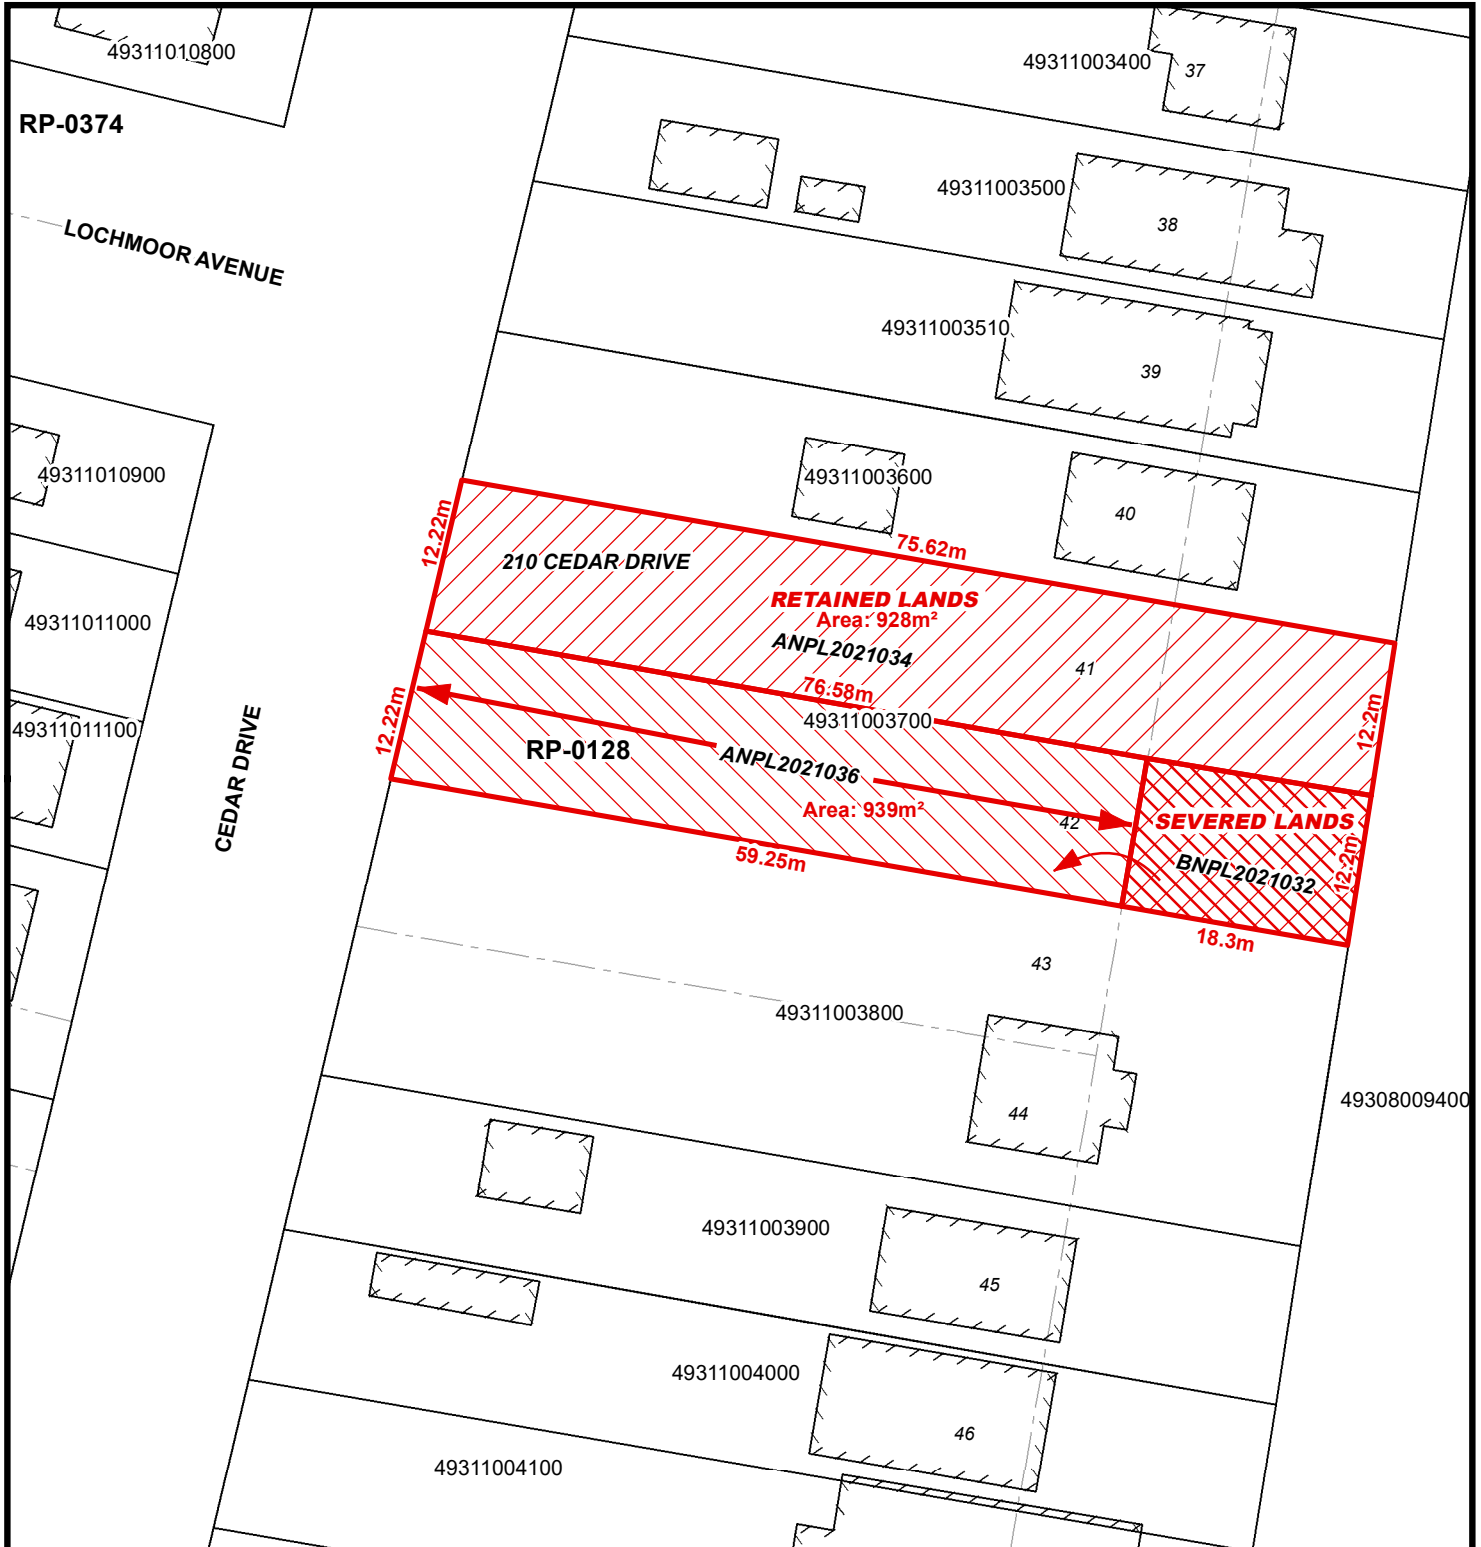 49311010800
49311003400
37
RP-0374
49311003500
38
LOCHMOOR AVENUE
49311003510
39
49311010900
49311003600
40
12.22m
75.62m
210 CEDAR DRIVE
RETAINED LANDS
Area: 928m²
ANPL2021034
41
49311011000
76.58m
12.22m
49311003700
12.2m
49311011100
RP-0128
ANPL2021036
CEDAR DRIVE
Area: 939m²
42
SEVERED LANDS
59.25m
BNPL2021032
12.2m
18.3m
43
49311003800
49308009400
44
49311003900
45
49311004000
46
49311004100